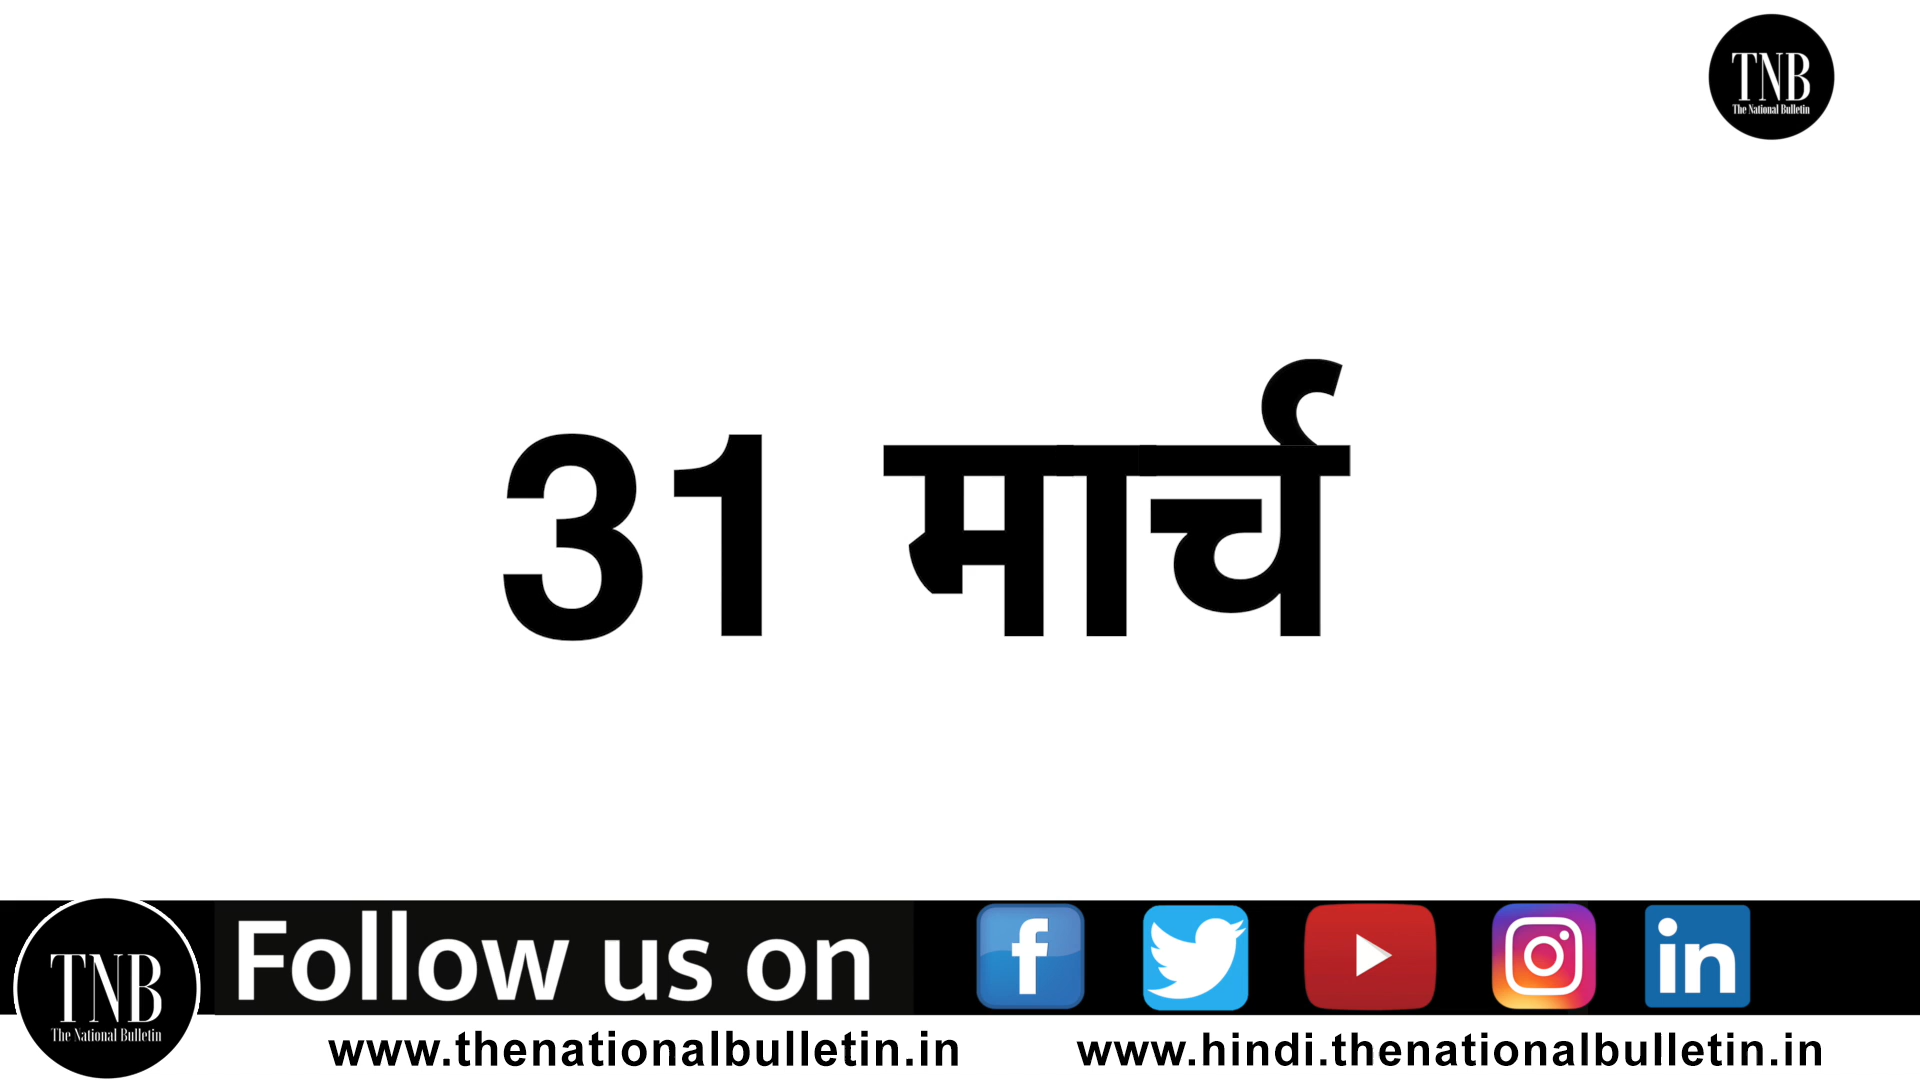 TNB
The National Bulletin
31 मार्च
Follow us on
TNB
The National Bulletin
www.thenationalbulletin.in
www.hindi.thenationalbulletin.in